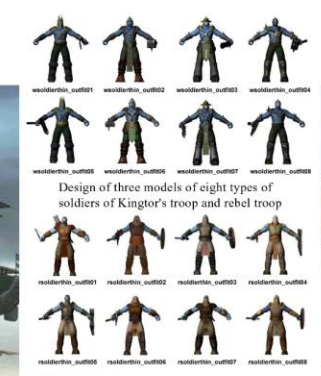 wsoldierthin_outfit01 wsoldierthin_outfit02 wsoldierthin_outfit03 wsoldierthin_outfit04
wsoldierthin_outfit05 wsoldierthin_outfit06 wsoldierthin_outfit07 wsoldierthin_outfit08
Design of three models of eight types of
soldiers of Kingtor's troop and rebel troop
rsoldierthin_outfit01 rsoldierthin_outfit02 rsoldierthin_outfit03 rsoldierthin_outfit04
rsoldierthin_outfit05 rsoldierthin_outfit06 rsoldierthin_outfit07 rsoldierthin_outfit08